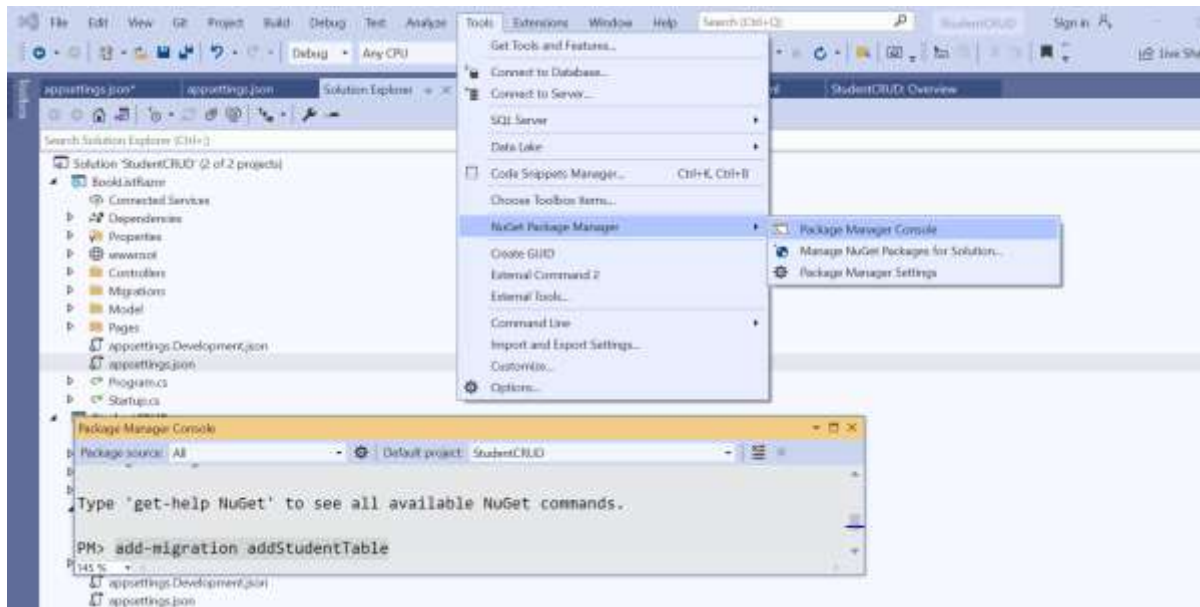 File Edit View Git Project Build Debug Test Analyze Tools Extensions Window Help Search (Ctrl+Q) StudentCRUD Sign in
Debug Any CPU Live Sha
appsettings.json* appsettings.json Solution Explorer StudentCRUD: Overview
Search Solution Explorer (Ctrl+;)
Solution 'StudentCRUD' (2 of 2 projects)
BookListRazor
Connected Services
Dependencies
Properties
wwwroot
Controllers
Migrations
Model
Pages
appsettings.Development.json
appsettings.json
Program.cs
Startup.cs
Get Tools and Features...
Connect to Database...
Connect to Server...
SQL Server
Data Lake
Code Snippets Manager... Ctrl+K, Ctrl+B
Choose Toolbox Items...
NuGet Package Manager
Create GUID
External Command 2
External Tools...
Command Line
Import and Export Settings...
Customize...
Options...
Package Manager Console
Manage NuGet Packages for Solution...
Package Manager Settings
Package Manager Console
Package source: All Default project: StudentCRUD
Type 'get-help NuGet' to see all available NuGet commands.
PM> add-migration addStudentTable
145 %
appsettings.Development.json
appsettings.json